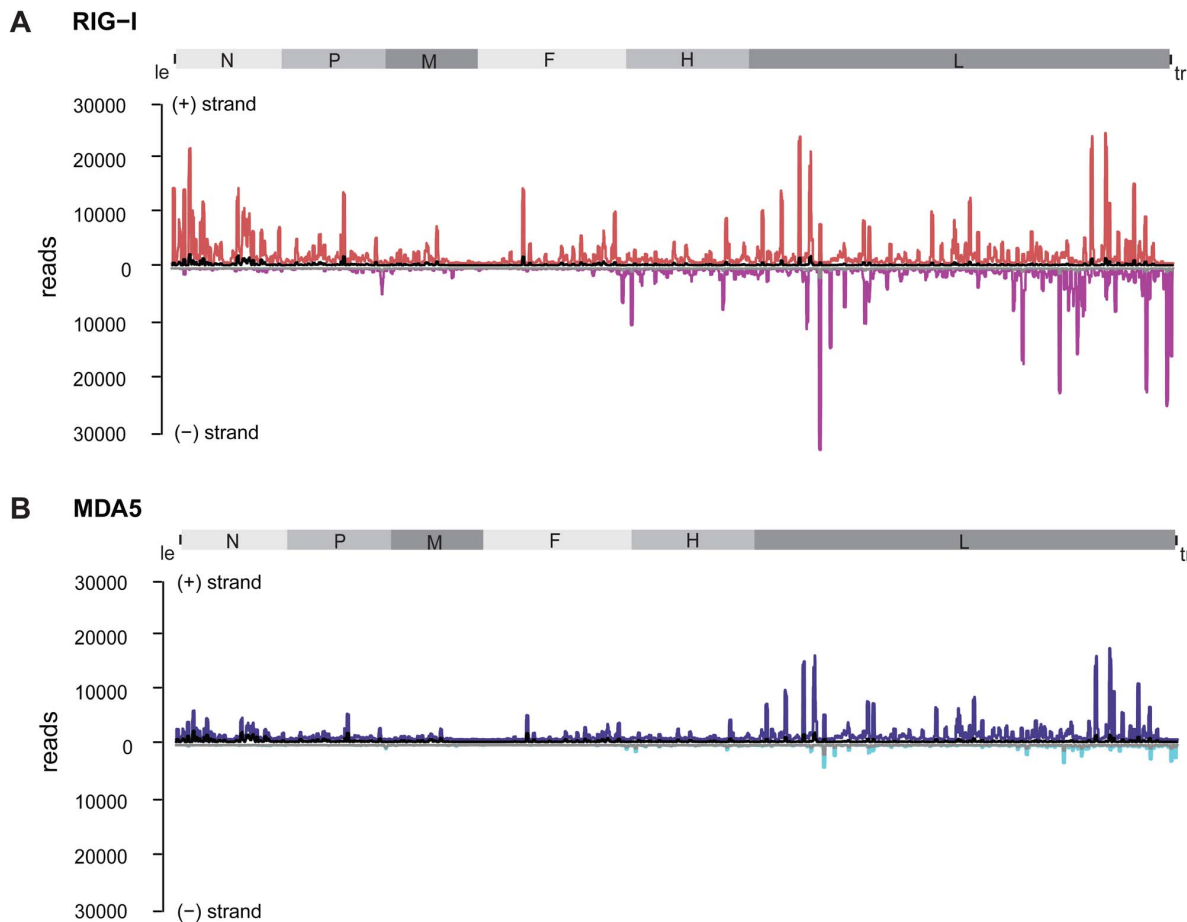 A RIG-I
N P M F H L
le tr
30000 (+) strand
20000
10000
0
10000
20000
30000 (-) strand
reads
B MDA5
N P M F H L
le t
30000 (+) strand
20000
10000
0
10000
20000
30000 (-) strand
reads